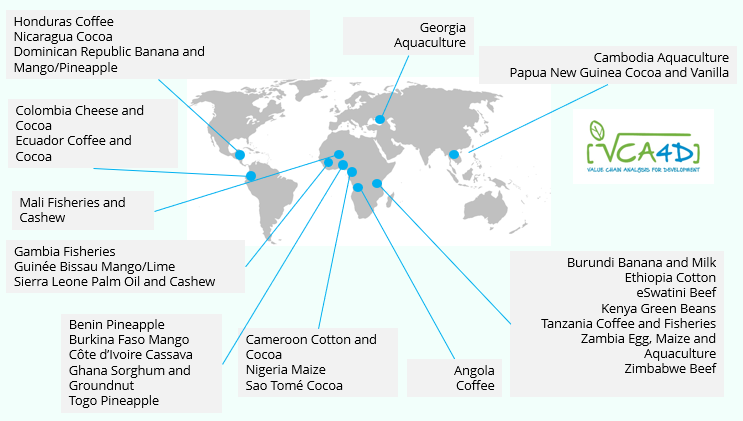 Honduras Coffee
Nicaragua Cocoa
Dominican Republic Banana and
Mango/Pineapple
Georgia
Aquaculture
Cambodia Aquaculture
Papua New Guinea Cocoa and Vanilla
Colombia Cheese and
Cocoa
Ecuador Coffee and
Cocoa
[VCA4D]
VALUE CHAIN ANALYSIS FOR DEVELOPMENT
Mali Fisheries and
Cashew
Gambia Fisheries
Guinée Bissau Mango/Lime
Sierra Leone Palm Oil and Cashew
Burundi Banana and Milk
Ethiopia Cotton
eSwatini Beef
Kenya Green Beans
Tanzania Coffee and Fisheries
Zambia Egg, Maize and
Aquaculture
Zimbabwe Beef
Benin Pineapple
Burkina Faso Mango
Côte d’Ivoire Cassava
Ghana Sorghum and
Groundnut
Togo Pineapple
Cameroon Cotton and
Cocoa
Nigeria Maize
Sao Tomé Cocoa
Angola
Coffee